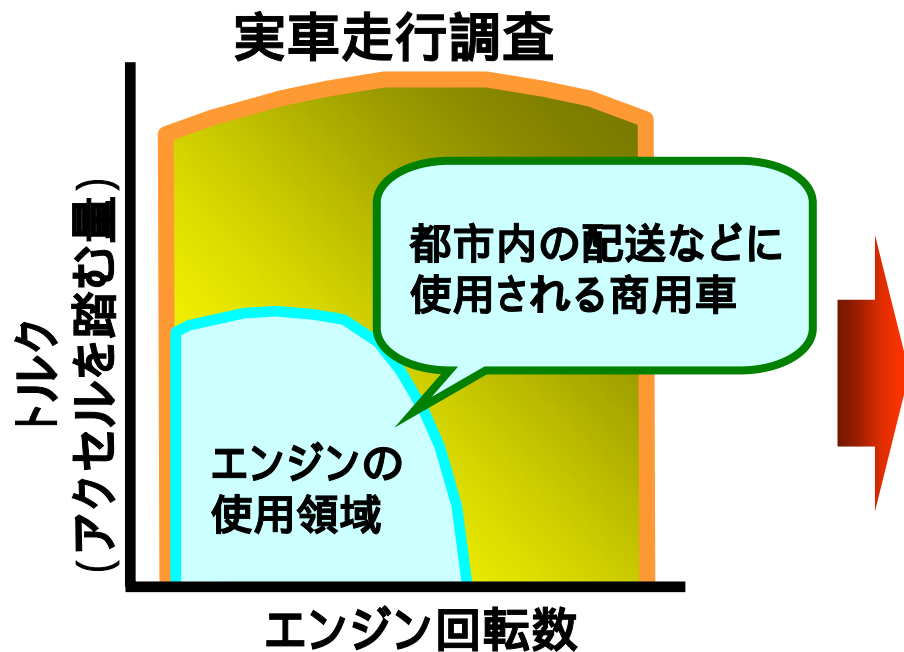 実車走行調査
トルク
(アクセルを踏む量)
都市内の配送などに
使用される商用車
エンジンの
使用領域
エンジン回転数